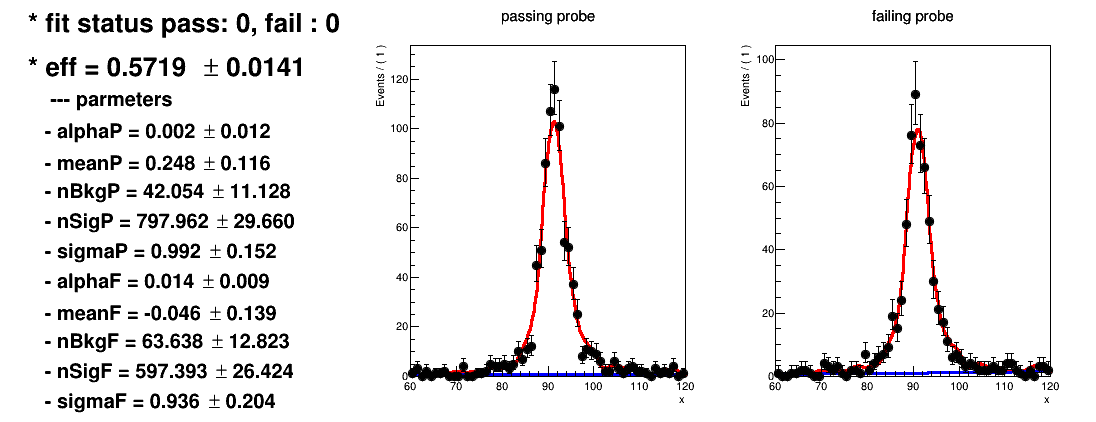 * fit status pass: 0, fail : 0
* eff = 0.5719 ± 0.0141
--- parmeters
- alphaP = 0.002 ± 0.012
- meanP = 0.248 ± 0.116
- nBkgP = 42.054 ± 11.128
- nSigP = 797.962 ± 29.660
- sigmaP = 0.992 ± 0.152
- alphaF = 0.014 ± 0.009
- meanF = -0.046 ± 0.139
- nBkgF = 63.638 ± 12.823
- nSigF = 597.393 ± 26.424
- sigmaF = 0.936 ± 0.204
passing probe
Events / ( 1 )
120
100
80
60
40
20
0
60 70 80 90 100 110 120
x
failing probe
Events / ( 1 )
100
80
60
40
20
0
60 70 80 90 100 110 120
x